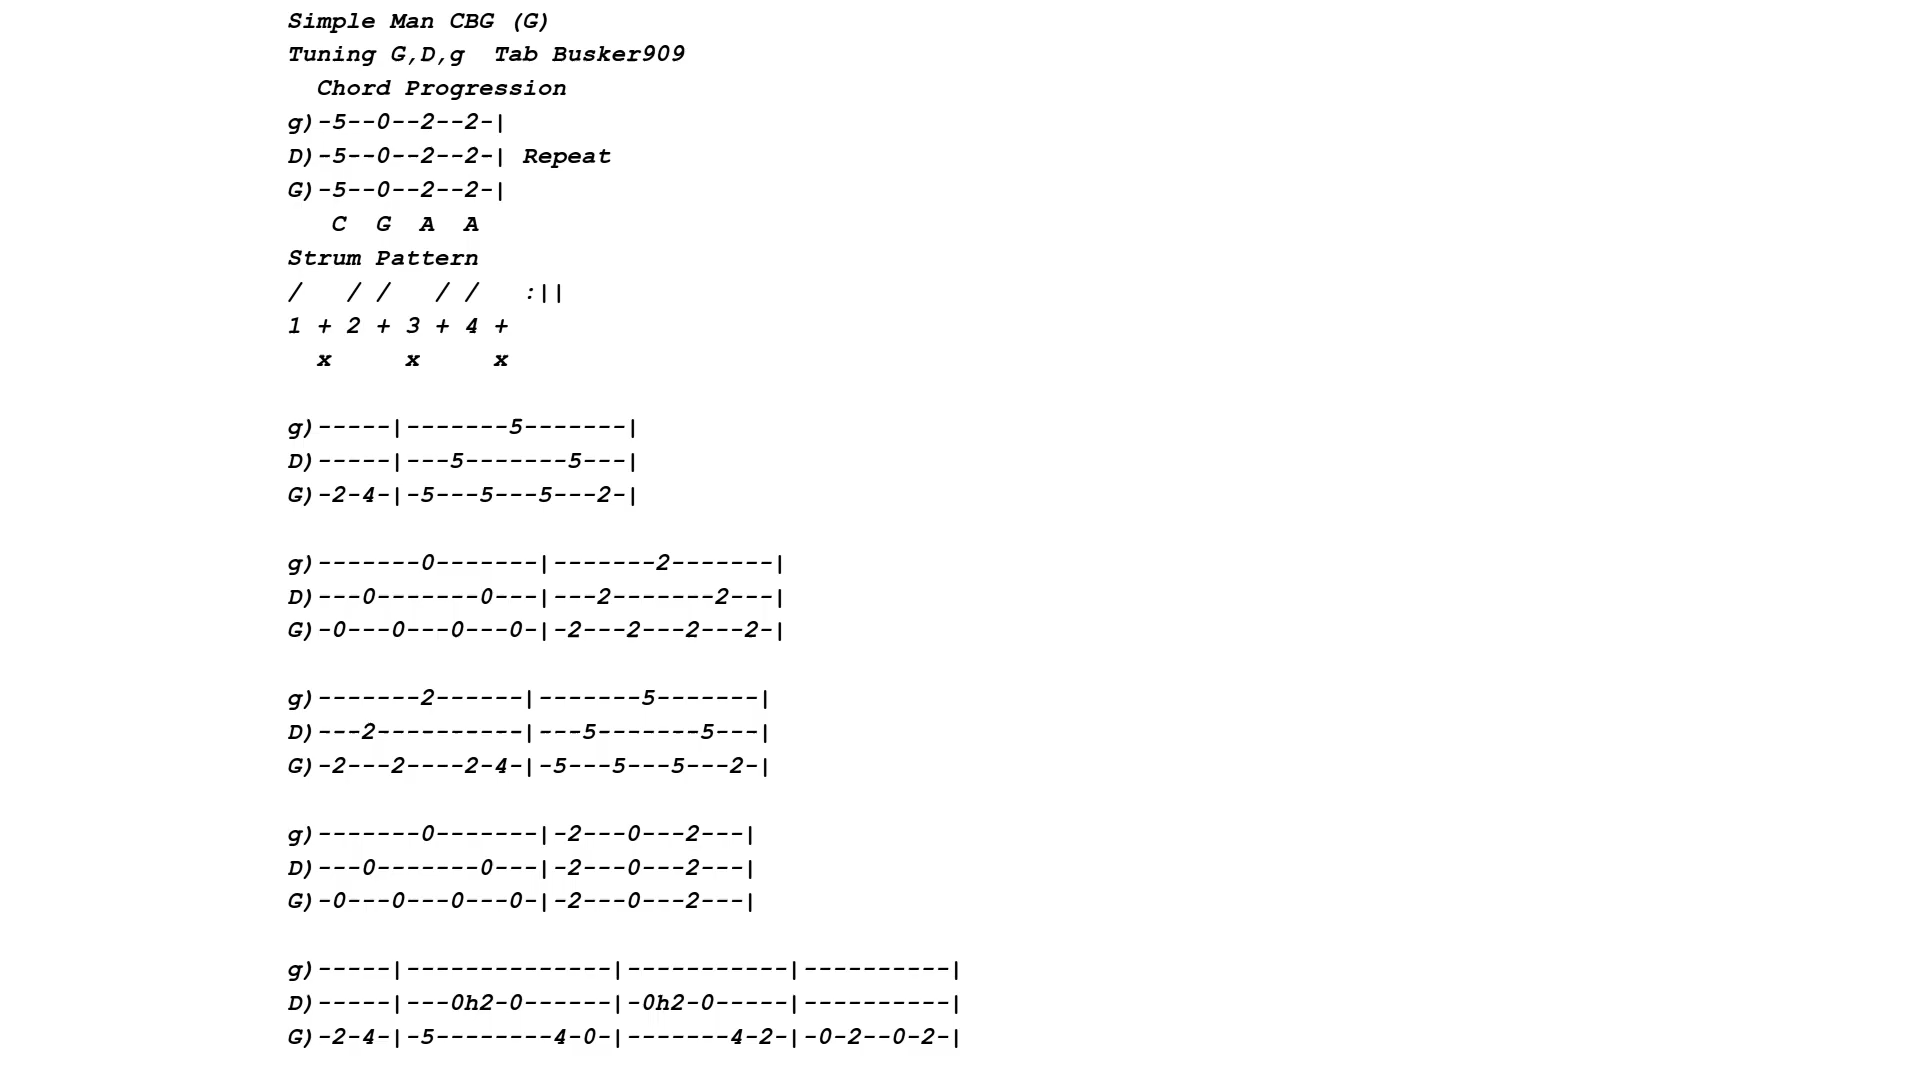 Simple Man CBG (G)
Tuning G,D,g  Tab Busker909
  Chord Progression
g)-5--0--2--2-|
D)-5--0--2--2-| Repeat
G)-5--0--2--2-|
   C  G  A  A
Strum Pattern
/   / /   / /   :||
1 + 2 + 3 + 4 +
  x     x     x

g)-----|-------5-------|
D)-----|---5-------5---|
G)-2-4-|-5---5---5---2-|

g)-------0-------|-------2-------|
D)---0-------0---|---2-------2---|
G)-0---0---0---0-|-2---2---2---2-|

g)-------2------|-------5-------|
D)---2----------|---5-------5---|
G)-2---2----2-4-|-5---5---5---2-|

g)-------0-------|-2---0---2---|
D)---0-------0---|-2---0---2---|
G)-0---0---0---0-|-2---0---2---|

g)-----|--------------|-----------|----------|
D)-----|---0h2-0------|-0h2-0-----|----------|
G)-2-4-|-5--------4-0-|-------4-2-|-0-2--0-2-|